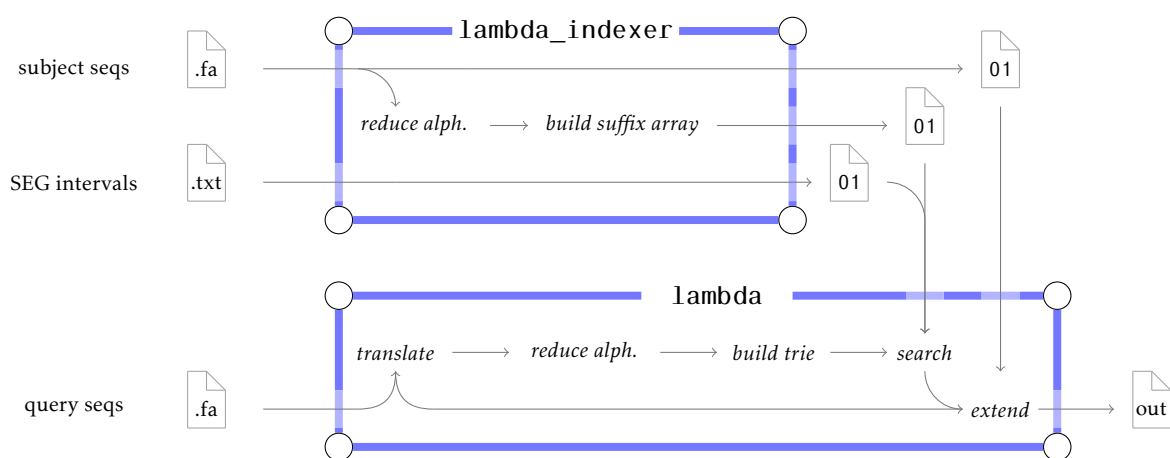 lambda_indexer
subject seqs .fa 01
reduce alph. build suffix array 01
SEG intervals .txt 01
lambda
translate reduce alph. build trie search
query seqs .fa extend out